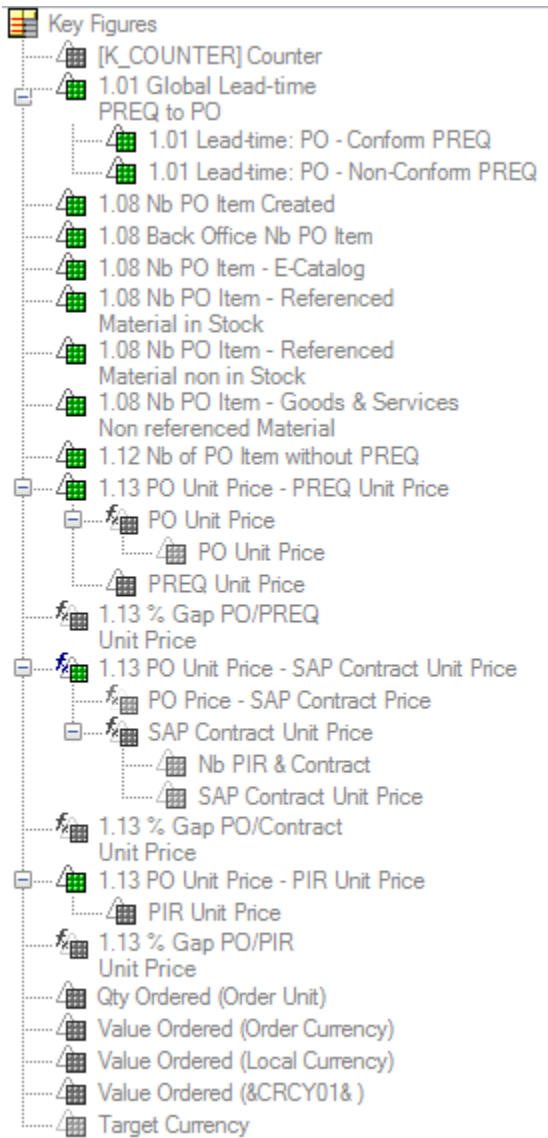 Key Figures
[K_COUNTER] Counter
1.01 Global Lead-time
PREQ to PO
1.01 Lead-time: PO - Conform PREQ
1.01 Lead-time: PO - Non-Conform PREQ
1.08 Nb PO Item Created
1.08 Back Office Nb PO Item
1.08 Nb PO Item - E-Catalog
1.08 Nb PO Item - Referenced
Material in Stock
1.08 Nb PO Item - Referenced
Material non in Stock
1.08 Nb PO Item - Goods & Services
Non referenced Material
1.12 Nb of PO Item without PREQ
1.13 PO Unit Price - PREQ Unit Price
PO Unit Price
PO Unit Price
PREQ Unit Price
1.13 % Gap PO/PREQ
Unit Price
1.13 PO Unit Price - SAP Contract Unit Price
PO Price - SAP Contract Price
SAP Contract Unit Price
Nb PIR & Contract
SAP Contract Unit Price
1.13 % Gap PO/Contract
Unit Price
1.13 PO Unit Price - PIR Unit Price
PIR Unit Price
1.13 % Gap PO/PIR
Unit Price
Qty Ordered (Order Unit)
Value Ordered (Order Currency)
Value Ordered (Local Currency)
Value Ordered (&CRCY01& )
Target Currency